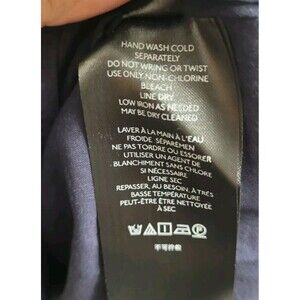 HAND WASH COLD
SEPARATELY
DO NOT WRING OR TWIST
USE ONLY NON-CHLORINE
BLEACH
LINE DRY
LOW IRON AS NEEDED
MAY BE DRY CLEANED
LAVER À LA MAIN À L'EAU
FROIDE. SÉPAREMEN
NE PAS TORDRE OU ESSORER
UTILISER UN AGENT DE
BLANCHIMENT SANS CHLORE
SI NÉCESSAIRE
LIGNE SEC
REPASSER, AU BESOIN, À TRÈS
BASSE TEMPÉRATURE
PEUT-ÊTRE ÊTRE NETTOYÉE
À SEC